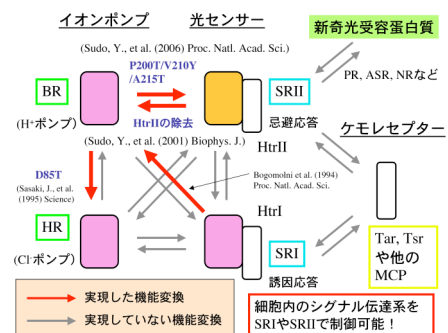 イオンポンプ 光センサー
(Sudo, Y., et al. (2006) Proc. Natl. Acad. Sci.)
新奇光受容蛋白質
P200T/V210Y
/A215T
BR
SRII
PR, ASR, NRなど
(H⁺ポンプ)
HtrIIの除去
忌避応答
(Sudo, Y., et al. (2001) Biophys. J.)
HtrII
ケモレセプター
D85T
(Sasaki, J., et al.
(1995) Science)
Bogomolni et al. (1994)
Proc. Natl. Acad. Sci.
HtrI
HR
SRI
Tar, Tsr
や他の
MCP
(Cl⁻ポンプ)
誘因応答
実現した機能変換
実現していない機能変換
細胞内のシグナル伝達系を
SRIやSRIIで制御可能！